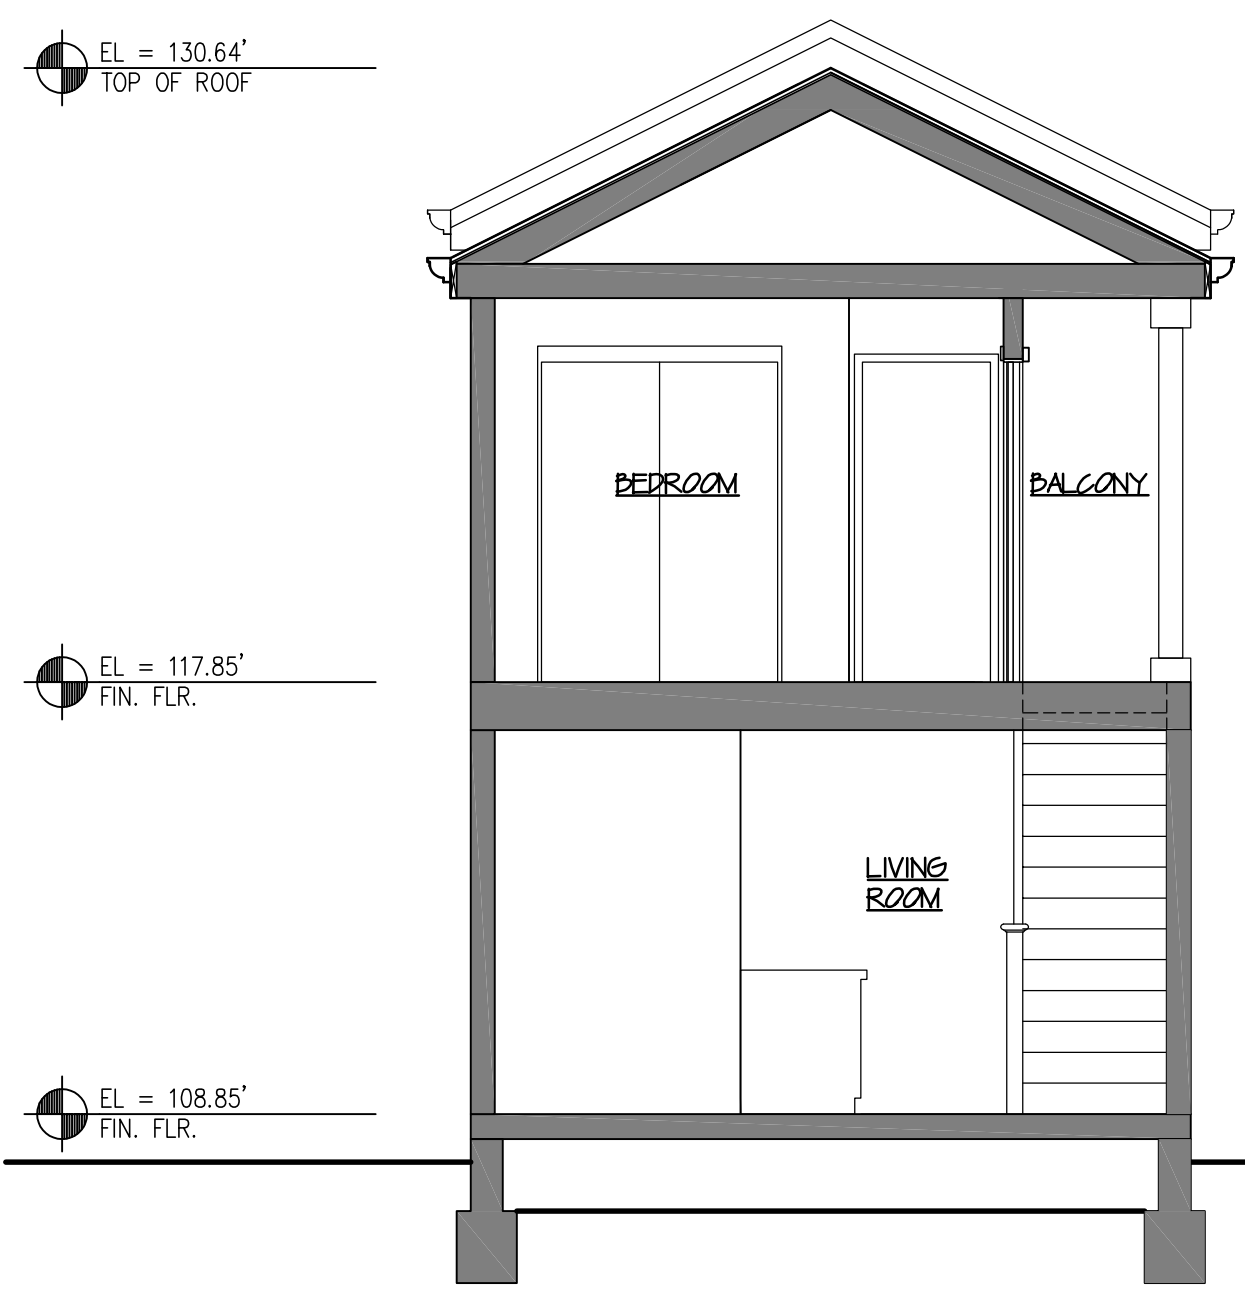 EL = 130.64'
TOP OF ROOF
BEDROOM
BALCONY
EL = 117.85'
FIN. FLR.
LIVING
ROOM
EL = 108.85'
FIN. FLR.